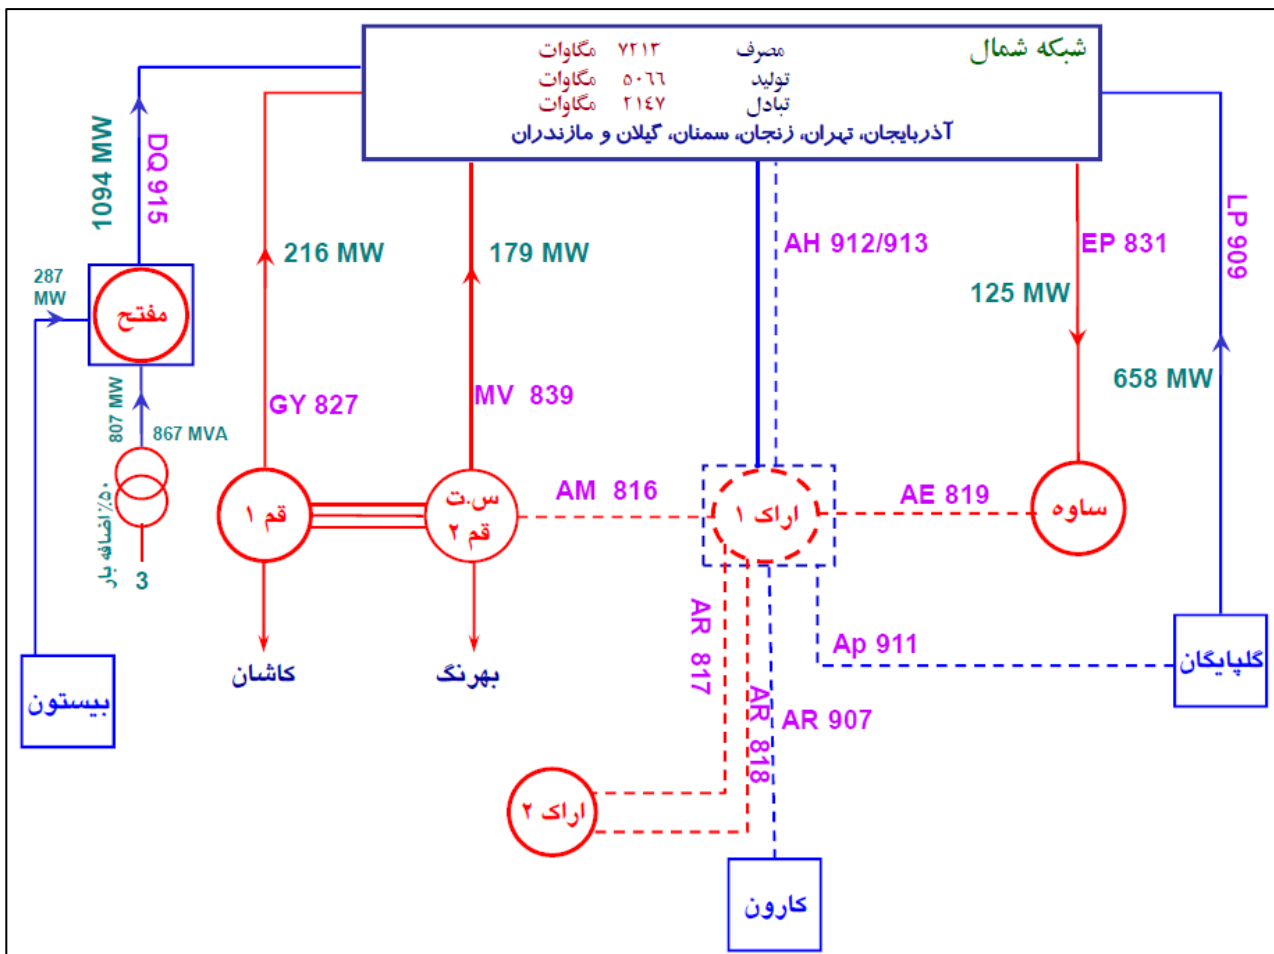 شبکه شمال
مصرف ۷۲۱۳ مگاوات
تولید ۵۰۶۶ مگاوات
تبادل ۲۱٤۷ مگاوات
آذربایجان، تهران، زنجان، سمنان، گیلان و مازندران
1094 MW
DQ 915
216 MW
179 MW
AH 912/913
EP 831
LP 909
287
MW
مفتح
125 MW
658 MW
GY 827
MV 839
807 MW
867 MVA
۵۰٪ اضافه بار
3
قم ۱
س.ت
قم ۲
AM 816
اراک ۱
AE 819
ساوه
کاشان
بهرنگ
AR 817
AR 818
AR 907
Ap 911
گلپایگان
بیستون
اراک ۲
کارون